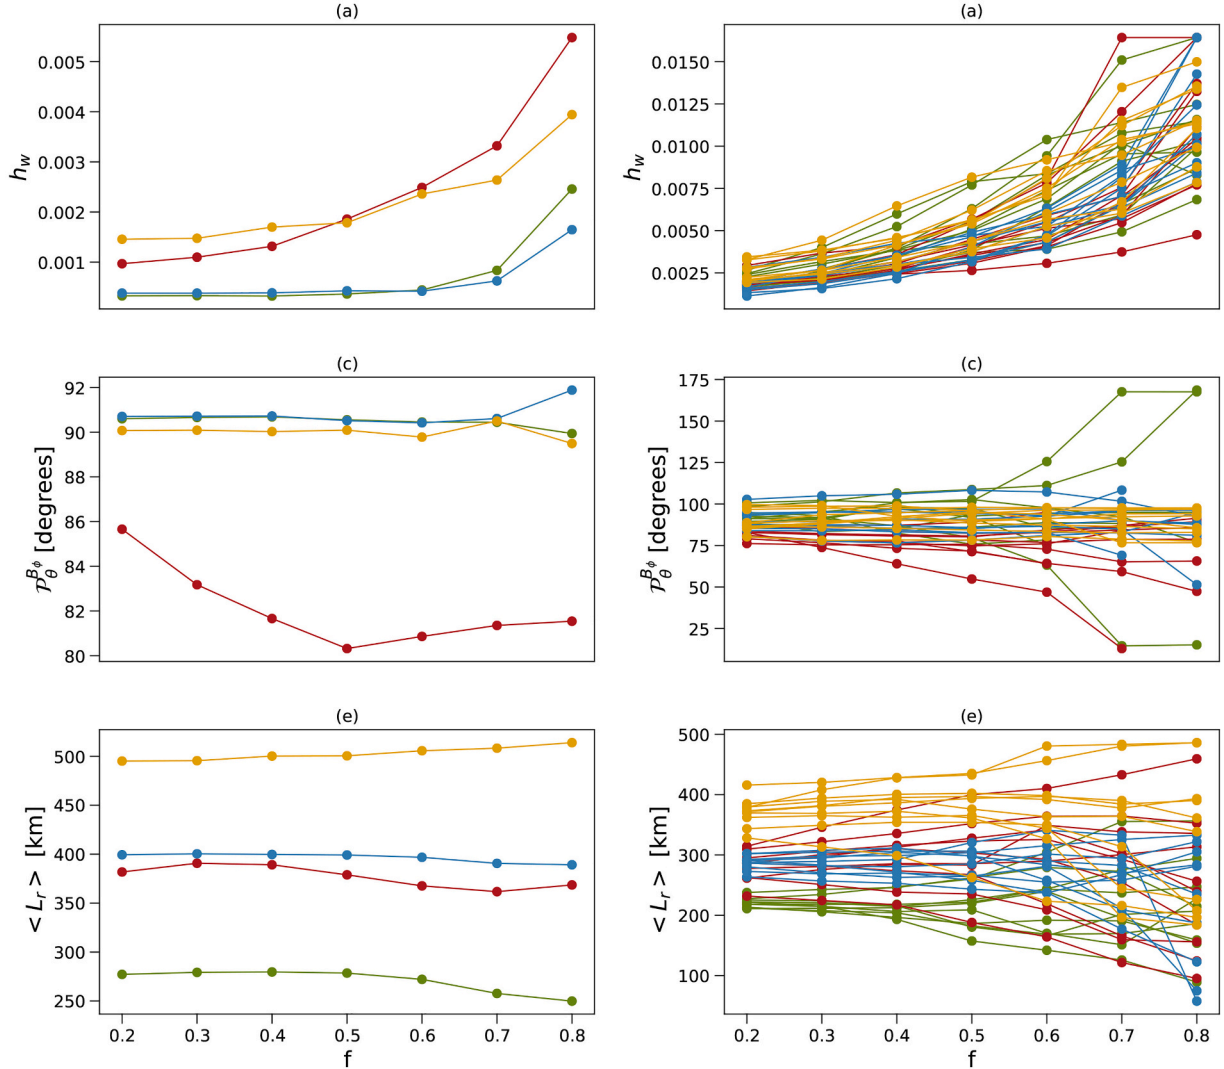 (a)
0.005
0.004
0.003
0.002
0.001
h_w
(a)
0.0150
0.0125
0.0100
0.0075
0.0050
0.0025
h_w
(c)
92
90
88
86
84
82
80
𝒫_θ^{B_ϕ} [degrees]
(c)
175
150
125
100
75
50
25
𝒫_θ^{B_ϕ} [degrees]
(e)
500
450
400
350
300
250
< L_r > [km]
0.2 0.3 0.4 0.5 0.6 0.7 0.8
f
(e)
500
400
300
200
100
< L_r > [km]
0.2 0.3 0.4 0.5 0.6 0.7 0.8
f